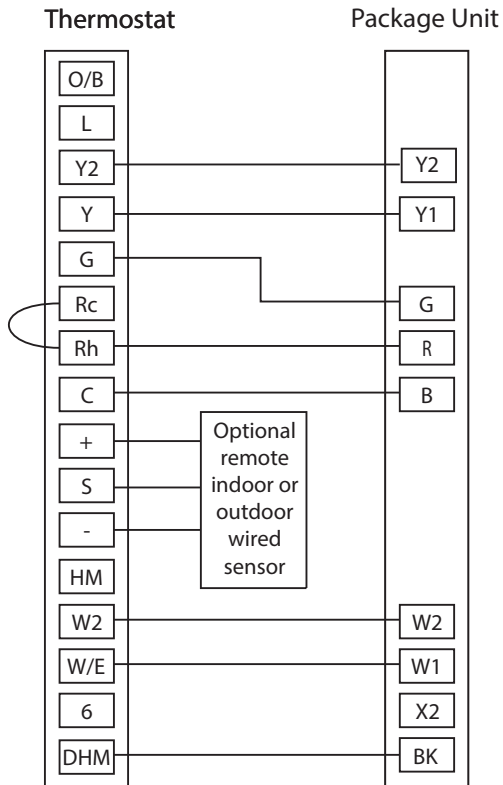 Thermostat Package Unit
O/B
L
Y2 Y2
Y Y1
G
Rc G
Rh R
C B
+
S
-
Optional
remote
indoor or
outdoor
wired
sensor
HM
W2 W2
W/E W1
6 X2
DHM BK